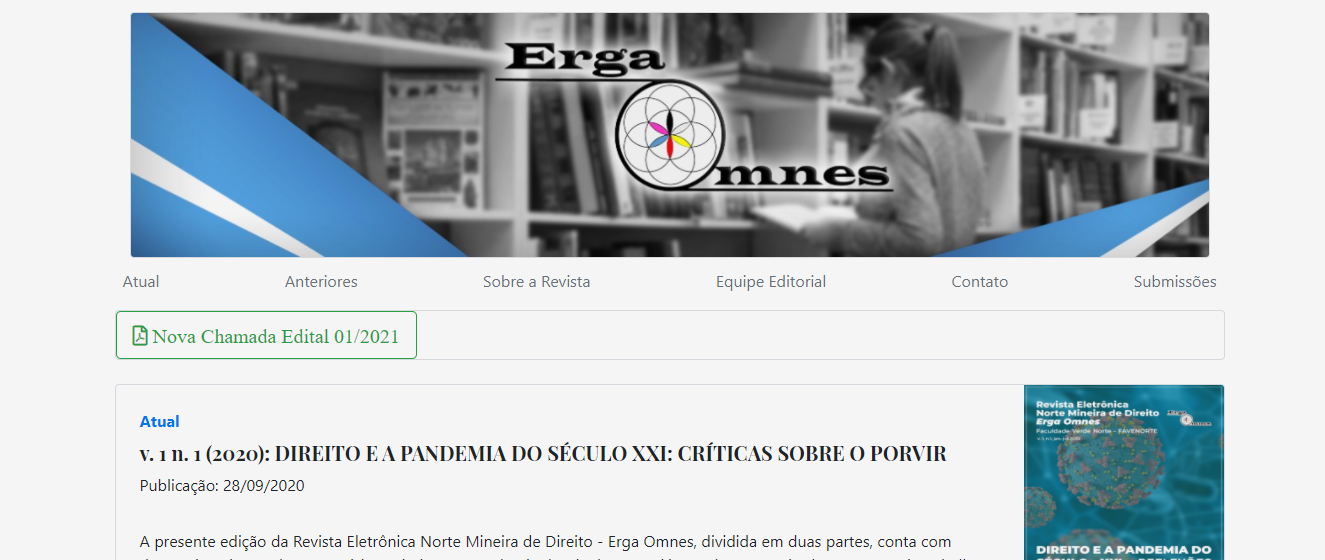 Erga
Omnes
Atual
Anteriores
Sobre a Revista
Equipe Editorial
Contato
Submissões
Nova Chamada Edital 01/2021
Atual
v. 1 n. 1 (2020): DIREITO E A PANDEMIA DO SÉCULO XXI: CRÍTICAS SOBRE O PORVIR
Publicação: 28/09/2020
A presente edição da Revista Eletrônica Norte Mineira de Direito - Erga Omnes, dividida em duas partes, conta com
Revista Eletrônica
Norte Mineira de Direito
Erga Omnes
Faculdade Verde Norte - FAVENORTE
DIREITO E A PANDEMIA DO